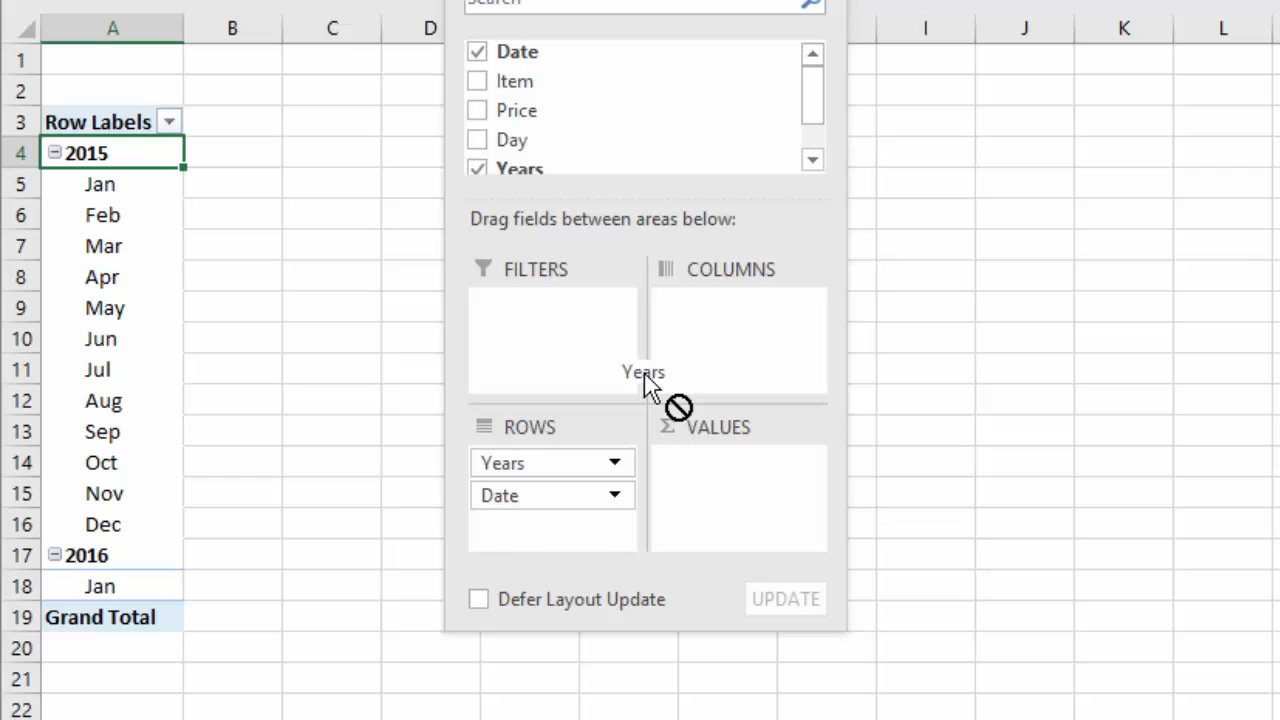 Search
A B C D I J K L
1
2
3 Row Labels
4 2015
5 Jan
6 Feb
7 Mar
8 Apr
9 May
10 Jun
11 Jul
12 Aug
13 Sep
14 Oct
15 Nov
16 Dec
17 2016
18 Jan
19 Grand Total
20
21
22
Date
Item
Price
Day
Years
Drag fields between areas below:
FILTERS
COLUMNS
Years
ROWS
Σ VALUES
Years
Date
Defer Layout Update
UPDATE